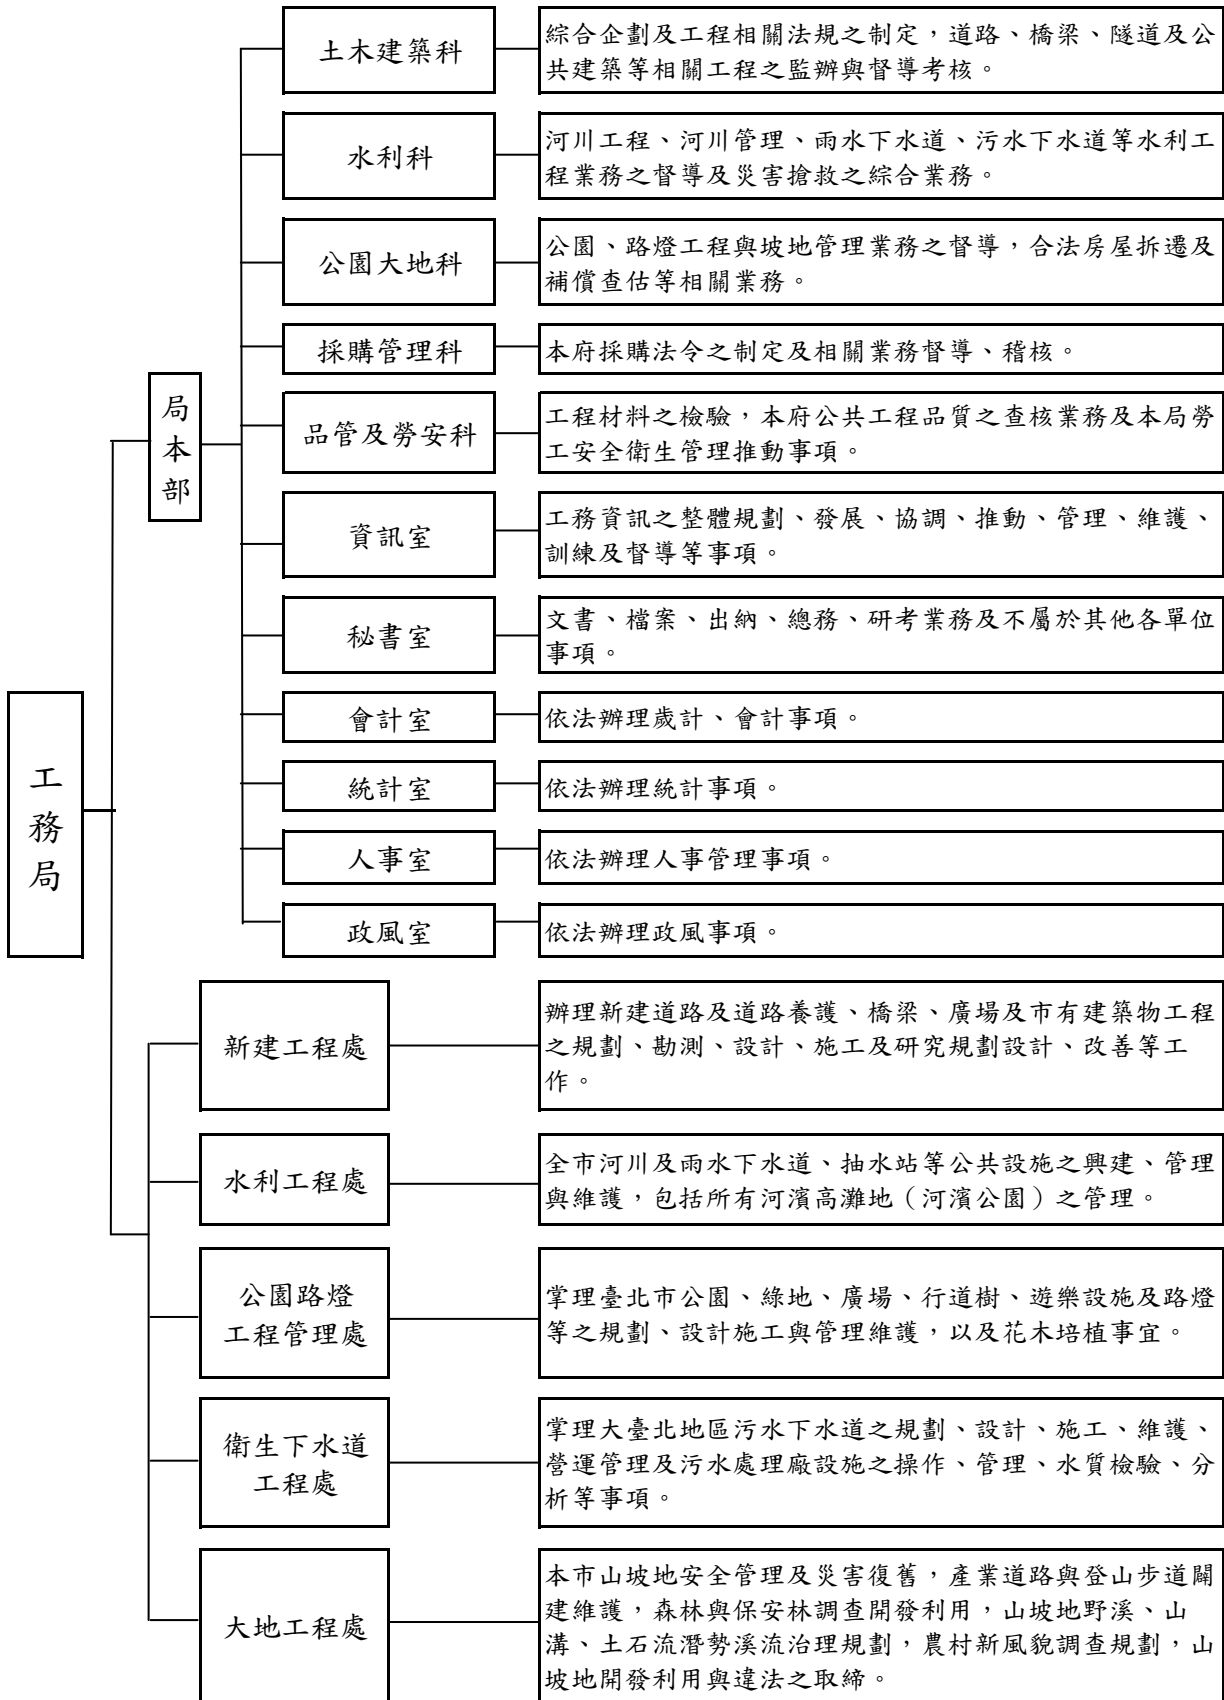 工務局
局本部
土木建築科
綜合企劃及工程相關法規之制定，道路、橋梁、隧道及公
共建築等相關工程之監辦與督導考核。
水利科
河川工程、河川管理、雨水下水道、污水下水道等水利工
程業務之督導及災害搶救之綜合業務。
公園大地科
公園、路燈工程與坡地管理業務之督導，合法房屋拆遷及
補償查估等相關業務。
採購管理科
本府採購法令之制定及相關業務督導、稽核。
品管及勞安科
工程材料之檢驗，本府公共工程品質之查核業務及本局勞
工安全衛生管理推動事項。
資訊室
工務資訊之整體規劃、發展、協調、推動、管理、維護、
訓練及督導等事項。
秘書室
文書、檔案、出納、總務、研考業務及不屬於其他各單位
事項。
會計室
依法辦理歲計、會計事項。
統計室
依法辦理統計事項。
人事室
依法辦理人事管理事項。
政風室
依法辦理政風事項。
新建工程處
辦理新建道路及道路養護、橋梁、廣場及市有建築物工程
之規劃、勘測、設計、施工及研究規劃設計、改善等工
作。
水利工程處
全市河川及雨水下水道、抽水站等公共設施之興建、管理
與維護，包括所有河濱高灘地（河濱公園）之管理。
公園路燈
工程管理處
掌理臺北市公園、綠地、廣場、行道樹、遊樂設施及路燈
等之規劃、設計施工與管理維護，以及花木培植事宜。
衛生下水道
工程處
掌理大臺北地區污水下水道之規劃、設計、施工、維護、
營運管理及污水處理廠設施之操作、管理、水質檢驗、分
析等事項。
大地工程處
本市山坡地安全管理及災害復舊，產業道路與登山步道闢
建維護，森林與保安林調查開發利用，山坡地野溪、山
溝、土石流潛勢溪流治理規劃，農村新風貌調查規劃，山
坡地開發利用與違法之取締。